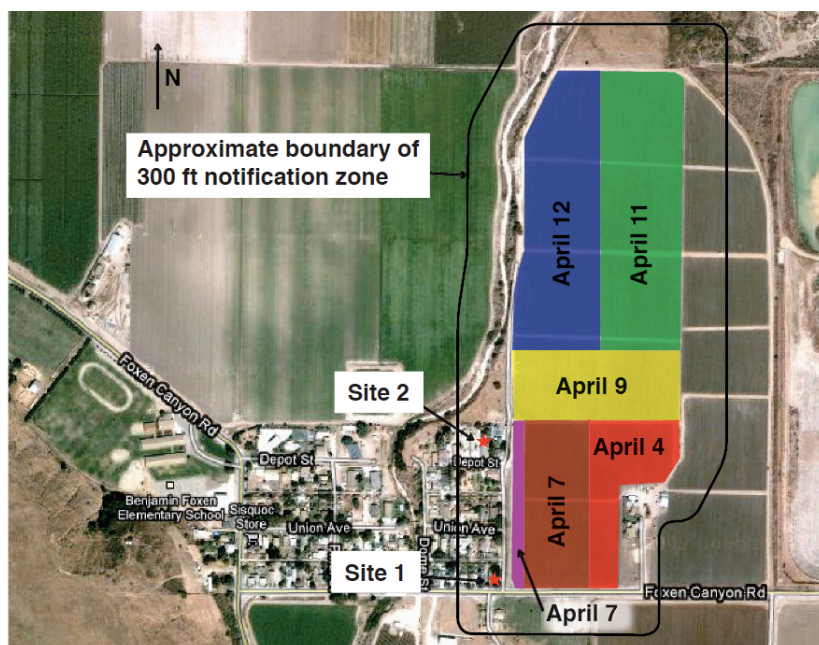 N
Approximate boundary of
300 ft notification zone
April 12
April 11
April 9
Foxen Canyon Rd
Site 2
April 4
Depot St
Depot St
April 7
Benjamin Foxen
Elementary School
Sisquoc
Store
Union Ave
Union Ave
Dome St
Site 1
Foxen Canyon Rd
April 7